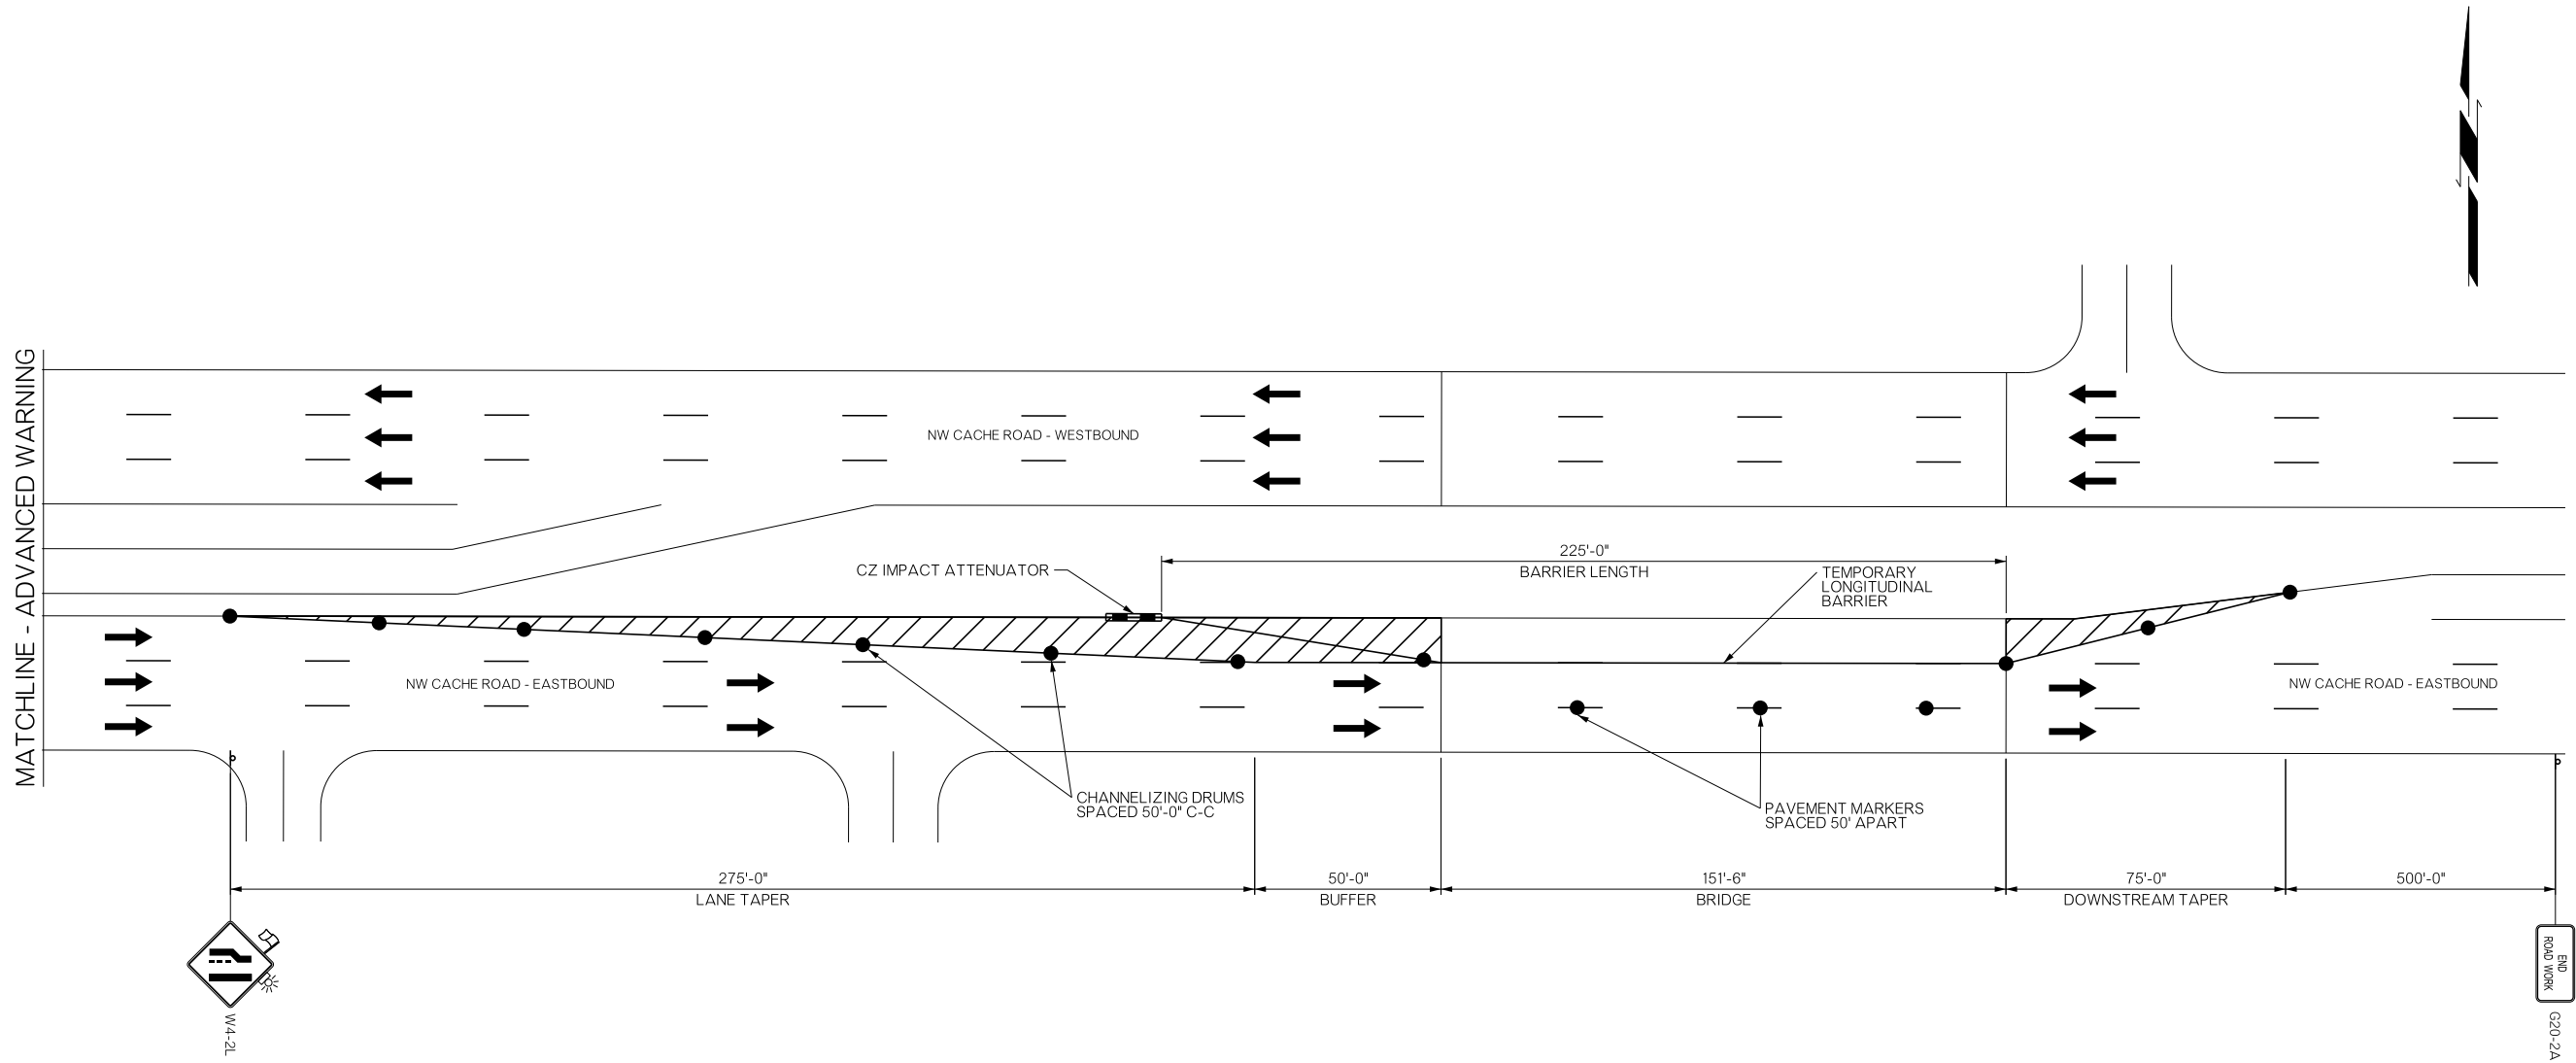 MATCHLINE - ADVANCED WARNING
NW CACHE ROAD - WESTBOUND
225'-0"
BARRIER LENGTH
CZ IMPACT ATTENUATOR
TEMPORARY
LONGITUDINAL
BARRIER
NW CACHE ROAD - EASTBOUND
NW CACHE ROAD - EASTBOUND
CHANNELIZING DRUMS
SPACED 50'-0" C-C
PAVEMENT MARKERS
SPACED 50' APART
275'-0"
LANE TAPER
50'-0"
BUFFER
151'-6"
BRIDGE
75'-0"
DOWNSTREAM TAPER
500'-0"
W4-2L
END
ROAD WORK
G20-2A